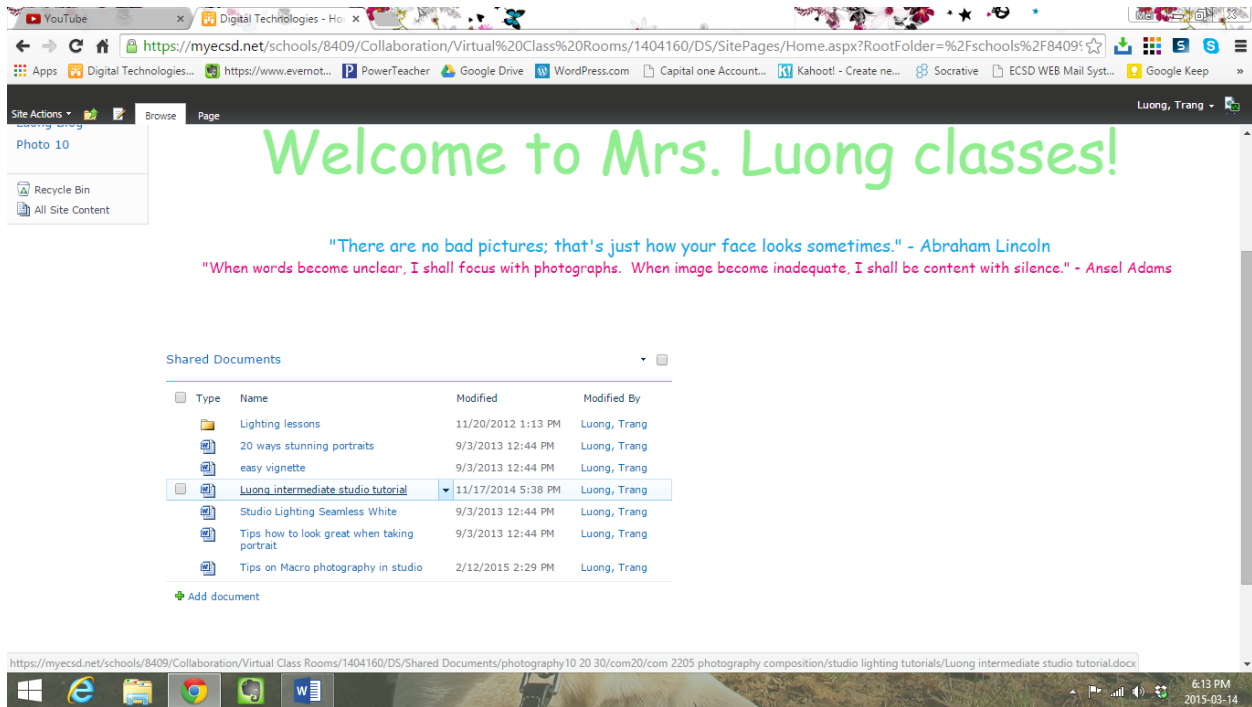 YouTube × Digital Technologies - Ho ×
https://myecsd.net/schools/8409/Collaboration/Virtual%20Class%20Rooms/1404160/DS/SitePages/Home.aspx?RootFolder=%2Fschools%2F8409
Apps Digital Technologies... https://www.evernot... PowerTeacher Google Drive WordPress.com Capital one Account... Kahoot! - Create ne... Socrative ECSD WEB Mail Syst... Google Keep »
Site Actions Browse Page Luong, Trang
Luong Blog
Photo 10
Recycle Bin
All Site Content
Welcome to Mrs. Luong classes!
"There are no bad pictures; that's just how your face looks sometimes." - Abraham Lincoln
"When words become unclear, I shall focus with photographs. When image become inadequate, I shall be content with silence." - Ansel Adams
Shared Documents
Type Name Modified Modified By
Lighting lessons 11/20/2012 1:13 PM Luong, Trang
20 ways stunning portraits 9/3/2013 12:44 PM Luong, Trang
easy vignette 9/3/2013 12:44 PM Luong, Trang
Luong intermediate studio tutorial 11/17/2014 5:38 PM Luong, Trang
Studio Lighting Seamless White 9/3/2013 12:44 PM Luong, Trang
Tips how to look great when taking 9/3/2013 12:44 PM Luong, Trang
portrait
Tips on Macro photography in studio 2/12/2015 2:29 PM Luong, Trang
Add document
https://myecsd.net/schools/8409/Collaboration/Virtual Class Rooms/1404160/DS/Shared Documents/photography10 20 30/com20/com 2205 photography composition/studio lighting tutorials/Luong intermediate studio tutorial.docx
6:13 PM
2015-03-14